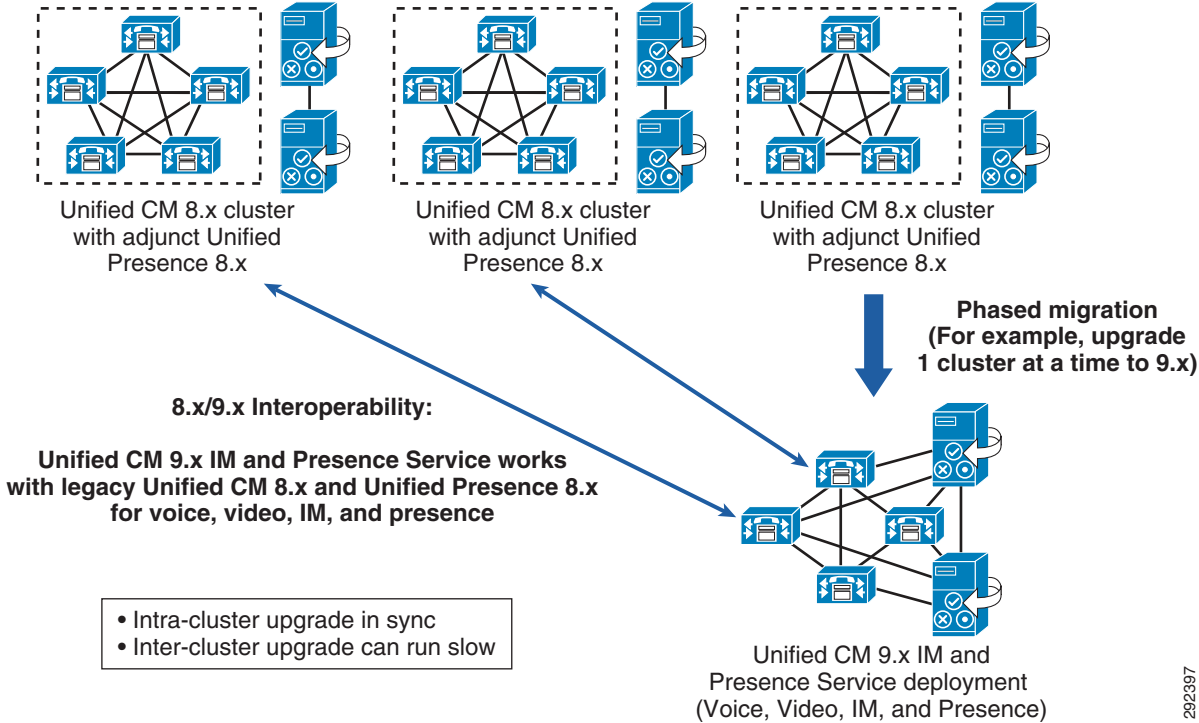 Unified CM 8.x cluster
with adjunct Unified
Presence 8.x
Unified CM 8.x cluster
with adjunct Unified
Presence 8.x
Unified CM 8.x cluster
with adjunct Unified
Presence 8.x
Phased migration
(For example, upgrade
1 cluster at a time to 9.x)
8.x/9.x Interoperability:
Unified CM 9.x IM and Presence Service works
with legacy Unified CM 8.x and Unified Presence 8.x
for voice, video, IM, and presence
• Intra-cluster upgrade in sync
• Inter-cluster upgrade can run slow
Unified CM 9.x IM and
Presence Service deployment
(Voice, Video, IM, and Presence)
292397